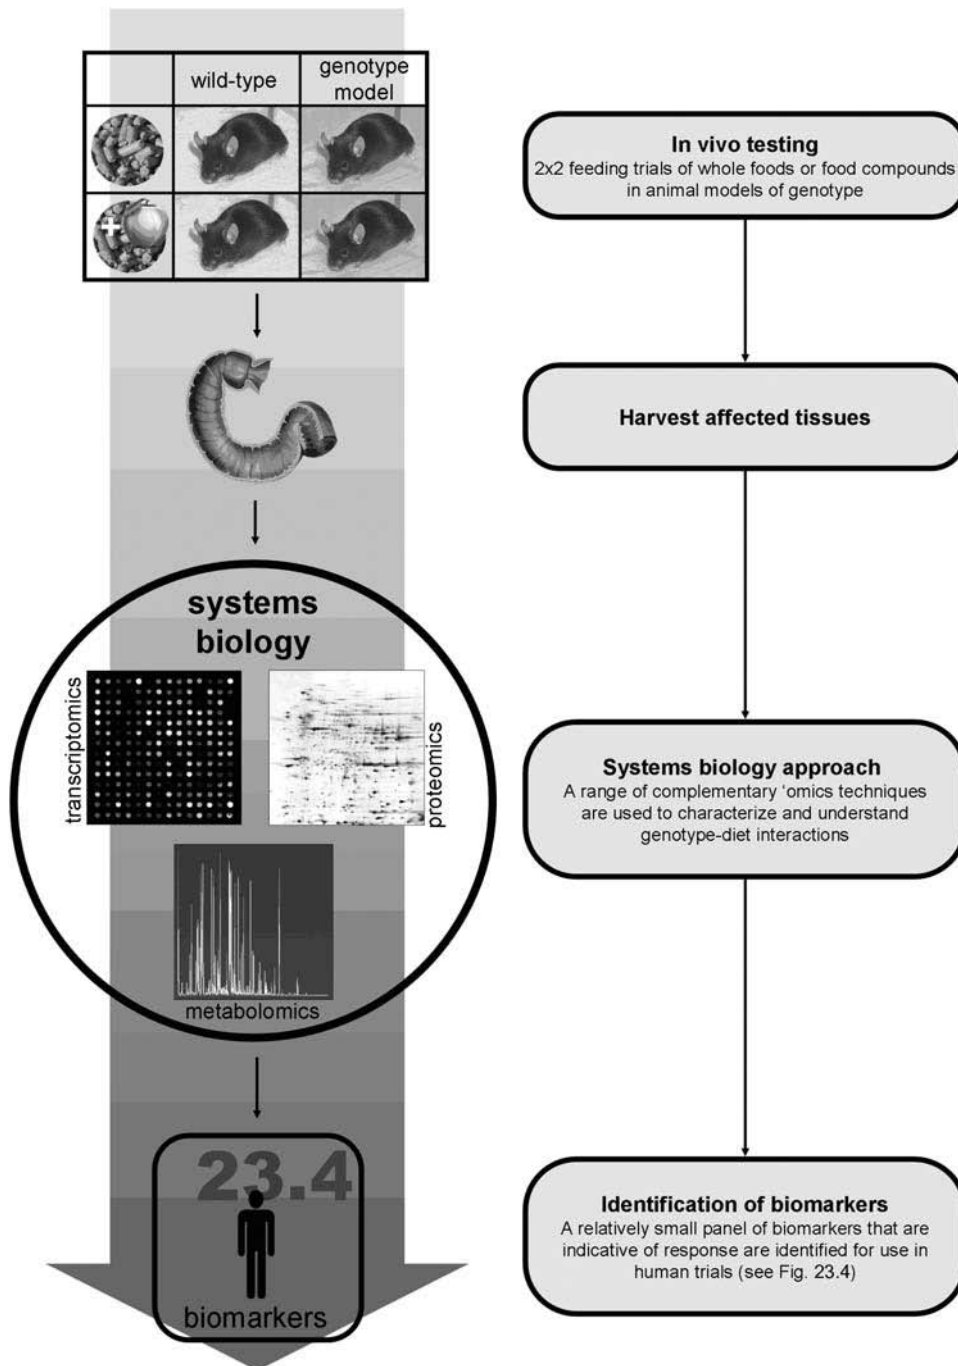 wild-type
genotype
model
+
systems
biology
transcriptomics
proteomics
metabolomics
23.4
biomarkers
In vivo testing
2x2 feeding trials of whole foods or food compounds
in animal models of genotype
Harvest affected tissues
Systems biology approach
A range of complementary ‘omics techniques
are used to characterize and understand
genotype-diet interactions
Identification of biomarkers
A relatively small panel of biomarkers that are
indicative of response are identified for use in
human trials (see Fig. 23.4)